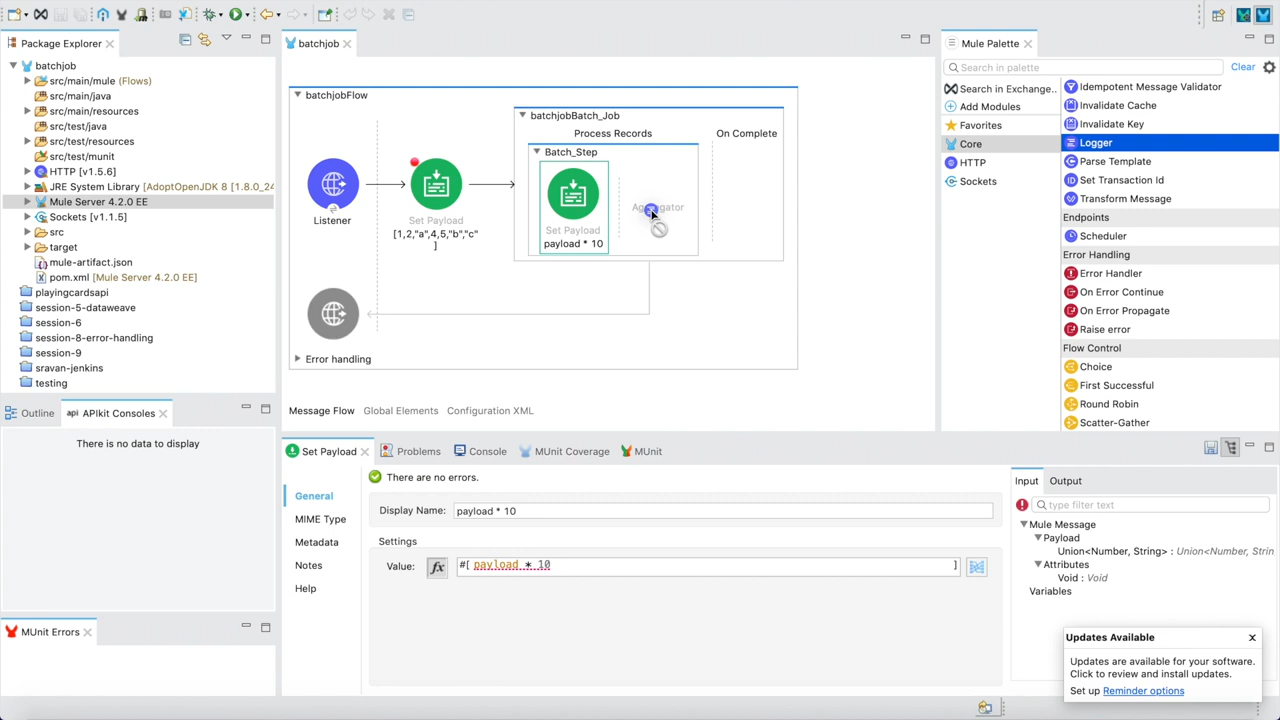 Package Explorer
batchjob
src/main/mule (Flows)
src/main/java
src/main/resources
src/test/java
src/test/resources
src/test/munit
HTTP [v1.5.6]
JRE System Library [AdoptOpenJDK 8 [1.8.0_24
Mule Server 4.2.0 EE
Sockets [v1.1.5]
src
target
mule-artifact.json
pom.xml [Mule Server 4.2.0 EE]
playingcardsapi
session-5-dataweave
session-6
session-8-error-handling
session-9
sravan-jenkins
testing
Outline
api APIkit Consoles
There is no data to display
MUnit Errors
batchjob
batchjobFlow
Listener
Set Payload
[1,2,"a",4,5,"b","c"
]
batchjobBatch_Job
Process Records
On Complete
Batch_Step
Set Payload
payload * 10
Error handling
Message Flow
Global Elements
Configuration XML
Mule Palette
Search in palette
Clear
Search in Exchange..
Add Modules
Favorites
Core
HTTP
Sockets
Idempotent Message Validator
Invalidate Cache
Invalidate Key
Logger
Parse Template
Set Transaction Id
Transform Message
Endpoints
Scheduler
Error Handling
Error Handler
On Error Continue
On Error Propagate
Raise error
Flow Control
Choice
First Successful
Round Robin
Scatter-Gather
Set Payload
Problems
Console
MUnit Coverage
MUnit
There are no errors.
General
MIME Type
Metadata
Notes
Help
Display Name:
payload * 10
Settings
Value:
fx
#[ payload * 10 ]
Input
Output
type filter text
Mule Message
Payload
Union<Number, String> : Union<Number, Strin
Attributes
Void : Void
Variables
Updates Available
x
Updates are available for your software.
Click to review and install updates.
Set up Reminder options